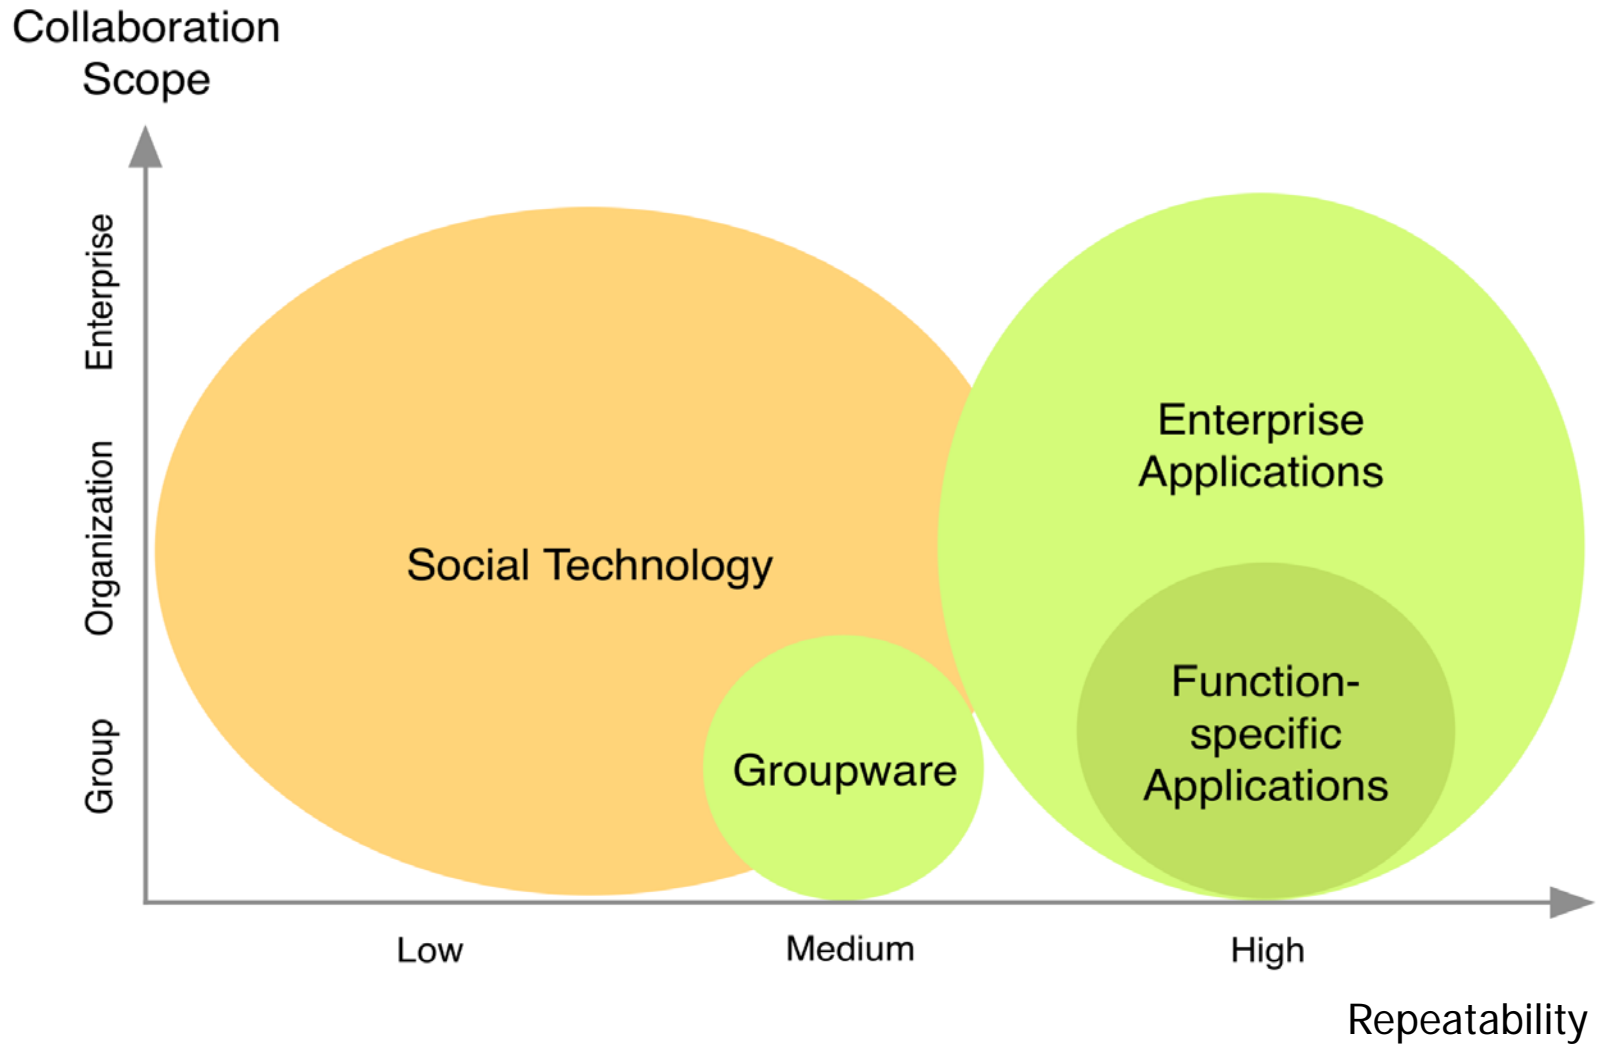 Collaboration
Scope
Enterprise
Organization
Group
Social Technology
Groupware
Enterprise
Applications
Function-
specific
Applications
Low
Medium
High
Repeatability